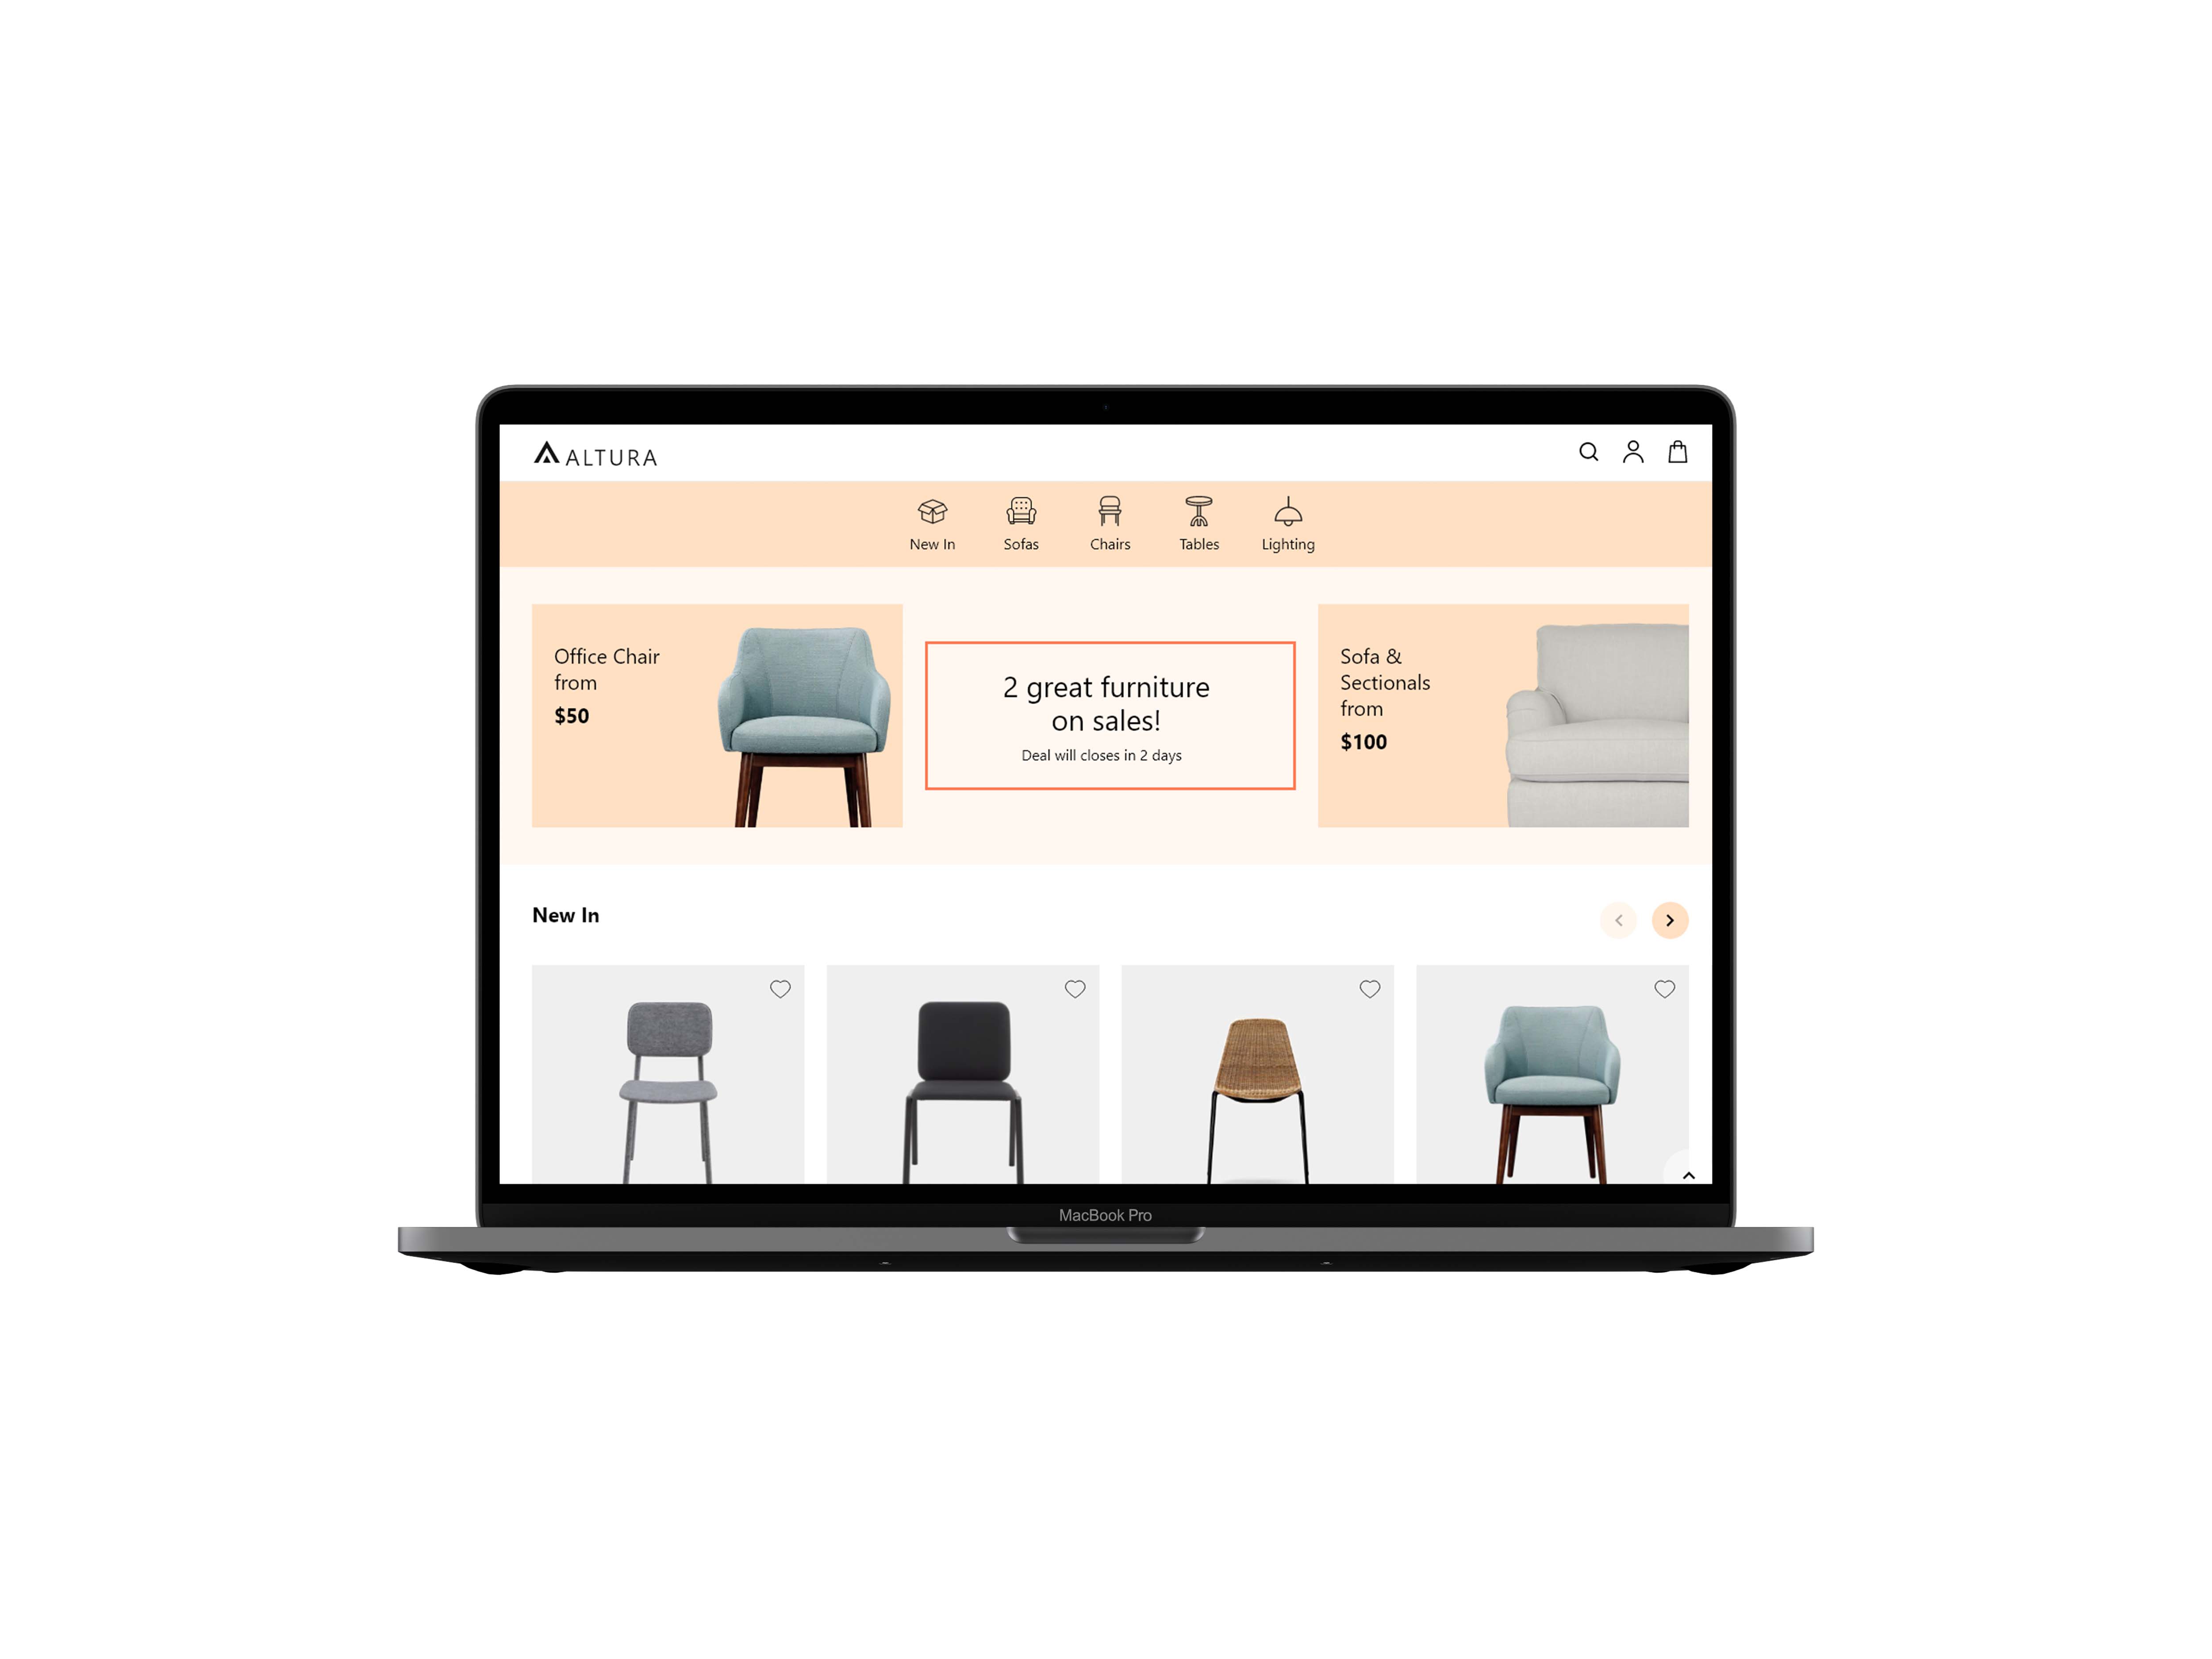 ALTURA
New In
Sofas
Chairs
Tables
Lighting
Office Chair
from
$50
2 great furniture
on sales!
Deal will closes in 2 days
Sofa &
Sectionals
from
$100
New In
MacBook Pro